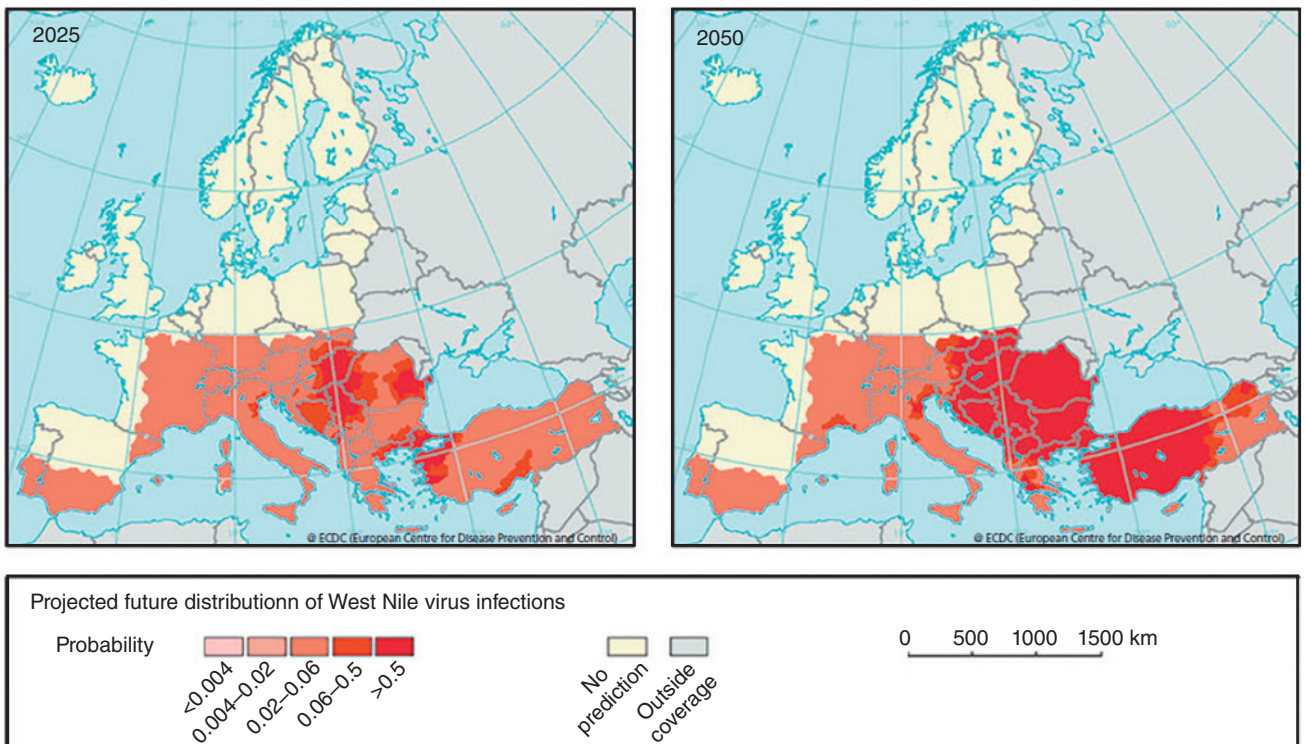 2025
2050
@ ECDC (European Centre for Disease Prevention and Control)
@ ECDC (European Centre for Disease Prevention and Control)
Projected future distributionn of West Nile virus infections
Probability
<0.004
0.004–0.02
0.02–0.06
0.06–0.5
>0.5
No
prediction
Outside
coverage
0 500 1000 1500 km